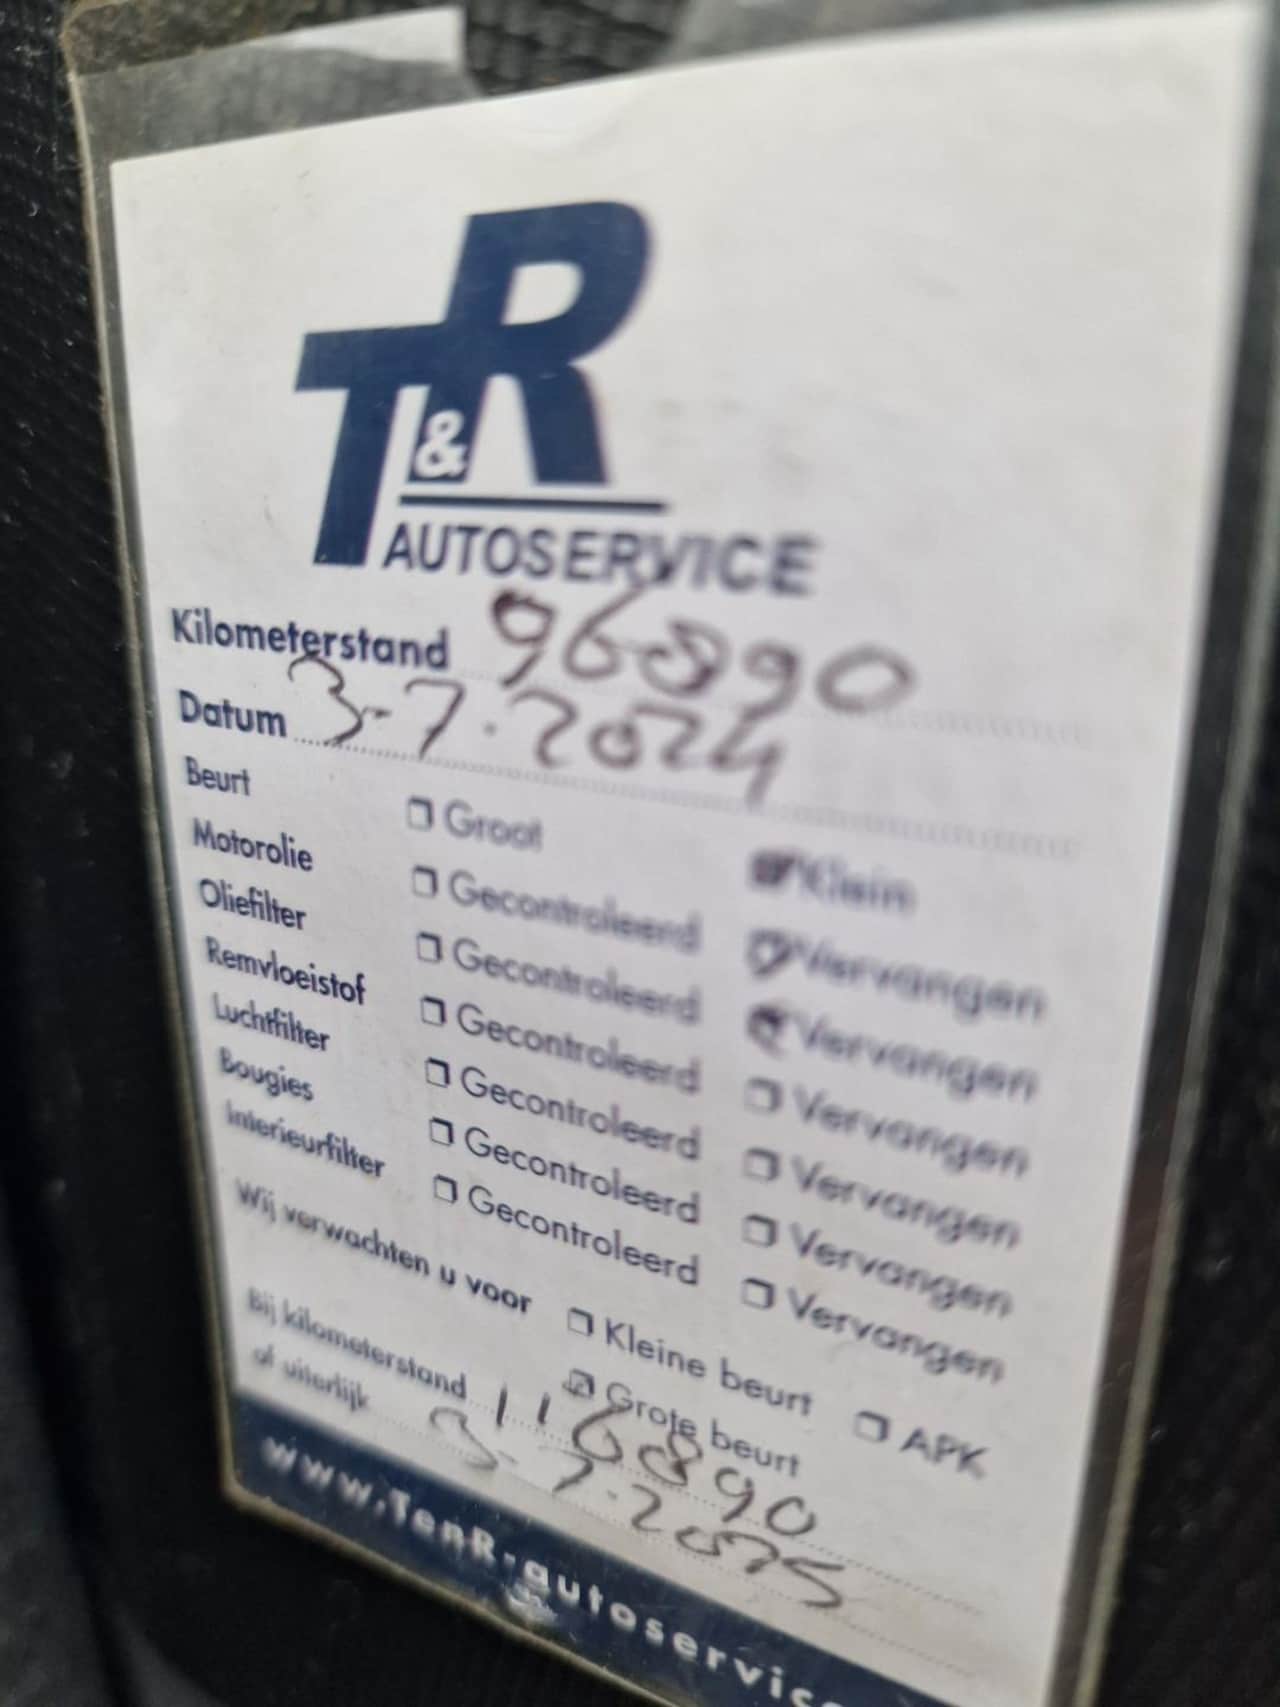 T&R
AUTOSERVICE
Kilometerstand 96890
Datum 3-7-2024
Beurt Groot Klein
Motorolie Gecontroleerd Vervangen
Oliefilter Gecontroleerd Vervangen
Remvloeistof Gecontroleerd Vervangen
Luchtfilter Gecontroleerd Vervangen
Bougies Gecontroleerd Vervangen
Interieurfilter Gecontroleerd Vervangen
Wij verwachten u voor Kleine beurt APK
Grote beurt
Bij kilometerstand 116890
of uiterlijk 3-7-2025
www.TenR-autoservice